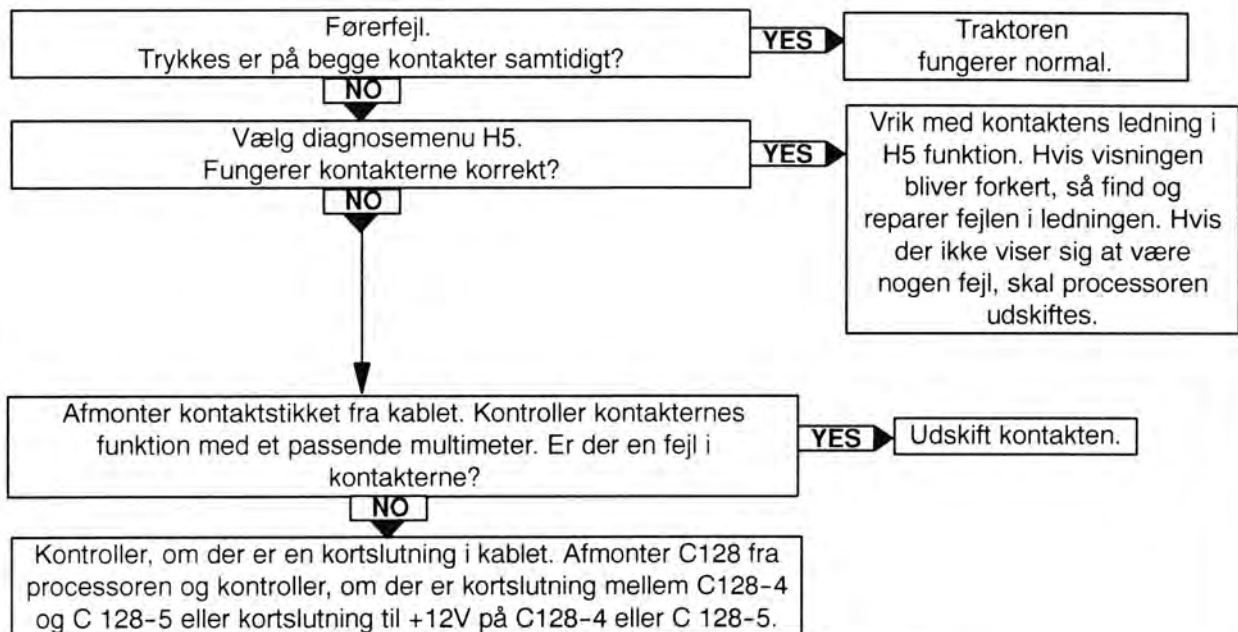 Førerfejl.
Trykkes er på begge kontakter samtidigt?
YES
Traktoren
fungerer normal.
NO
Vælg diagnosemenu H5.
Fungerer kontakterne korrekt?
YES
Vrik med kontaktens ledning i
H5 funktion. Hvis visningen
bliver forkert, så find og
reparer fejlen i ledningen. Hvis
der ikke viser sig at være
nogen fejl, skal processoren
udskiftes.
NO
Afmonter kontaktstikket fra kablet. Kontroller kontakternes
funktion med et passende multimeter. Er der en fejl i
kontakterne?
YES
Udskift kontakten.
NO
Kontroller, om der er en kortslutning i kablet. Afmonter C128 fra
processoren og kontroller, om der er kortslutning mellem C128-4
og C 128-5 eller kortslutning til +12V på C128-4 eller C 128-5.